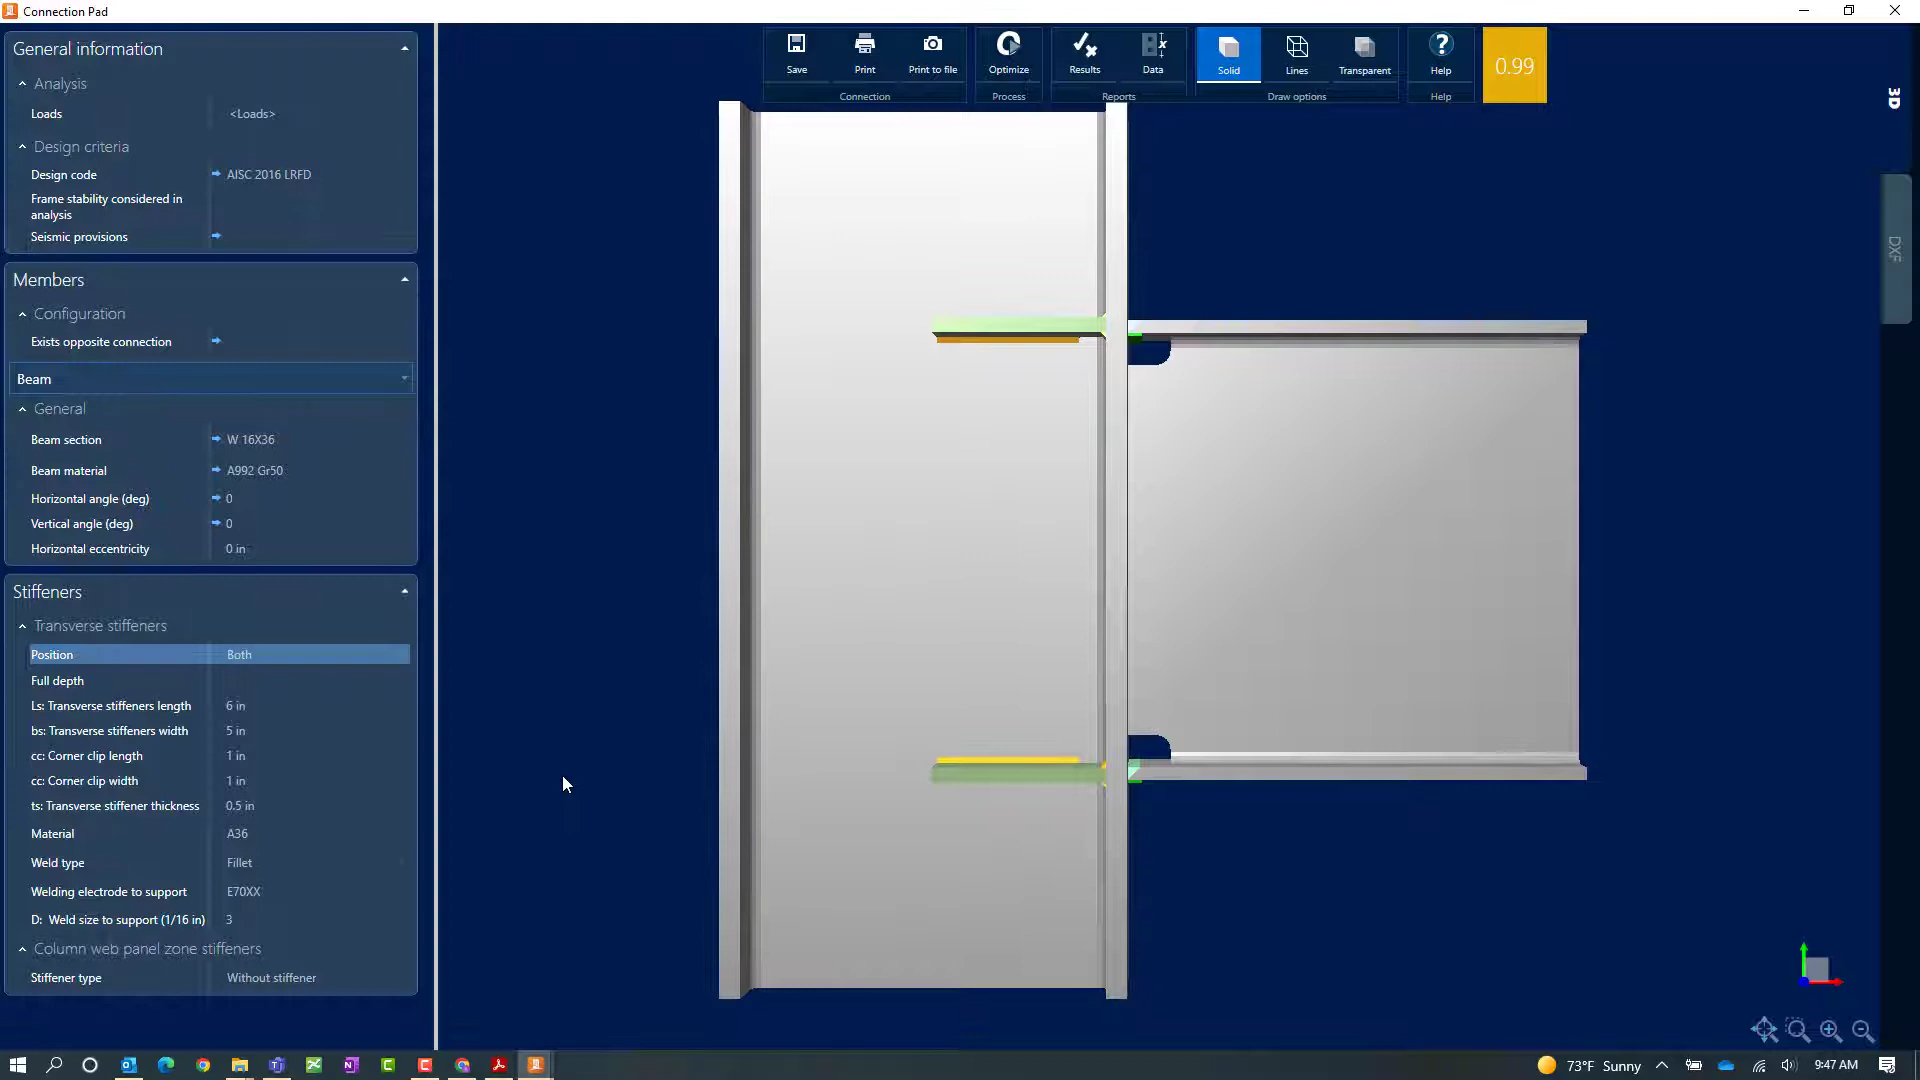 Connection Pad
General information
Analysis
Loads <Loads>
Design criteria
Design code AISC 2016 LRFD
Frame stability considered in
analysis
Seismic provisions
Members
Configuration
Exists opposite connection
Beam
General
Beam section W 16X36
Beam material A992 Gr50
Horizontal angle (deg) 0
Vertical angle (deg) 0
Horizontal eccentricity 0 in
Stiffeners
Transverse stiffeners
Position Both
Full depth
Ls: Transverse stiffeners length 6 in
bs: Transverse stiffeners width 5 in
cc: Corner clip length 1 in
cc: Corner clip width 1 in
ts: Transverse stiffener thickness 0.5 in
Material A36
Weld type Fillet
Welding electrode to support E70XX
D: Weld size to support (1/16 in) 3
Column web panel zone stiffeners
Stiffener type Without stiffener
Save Print Print to file Optimize Results Data Solid Lines Transparent Help
Connection Process Reports Draw options Help
0.99
3D
DXF
73°F Sunny 9:47 AM